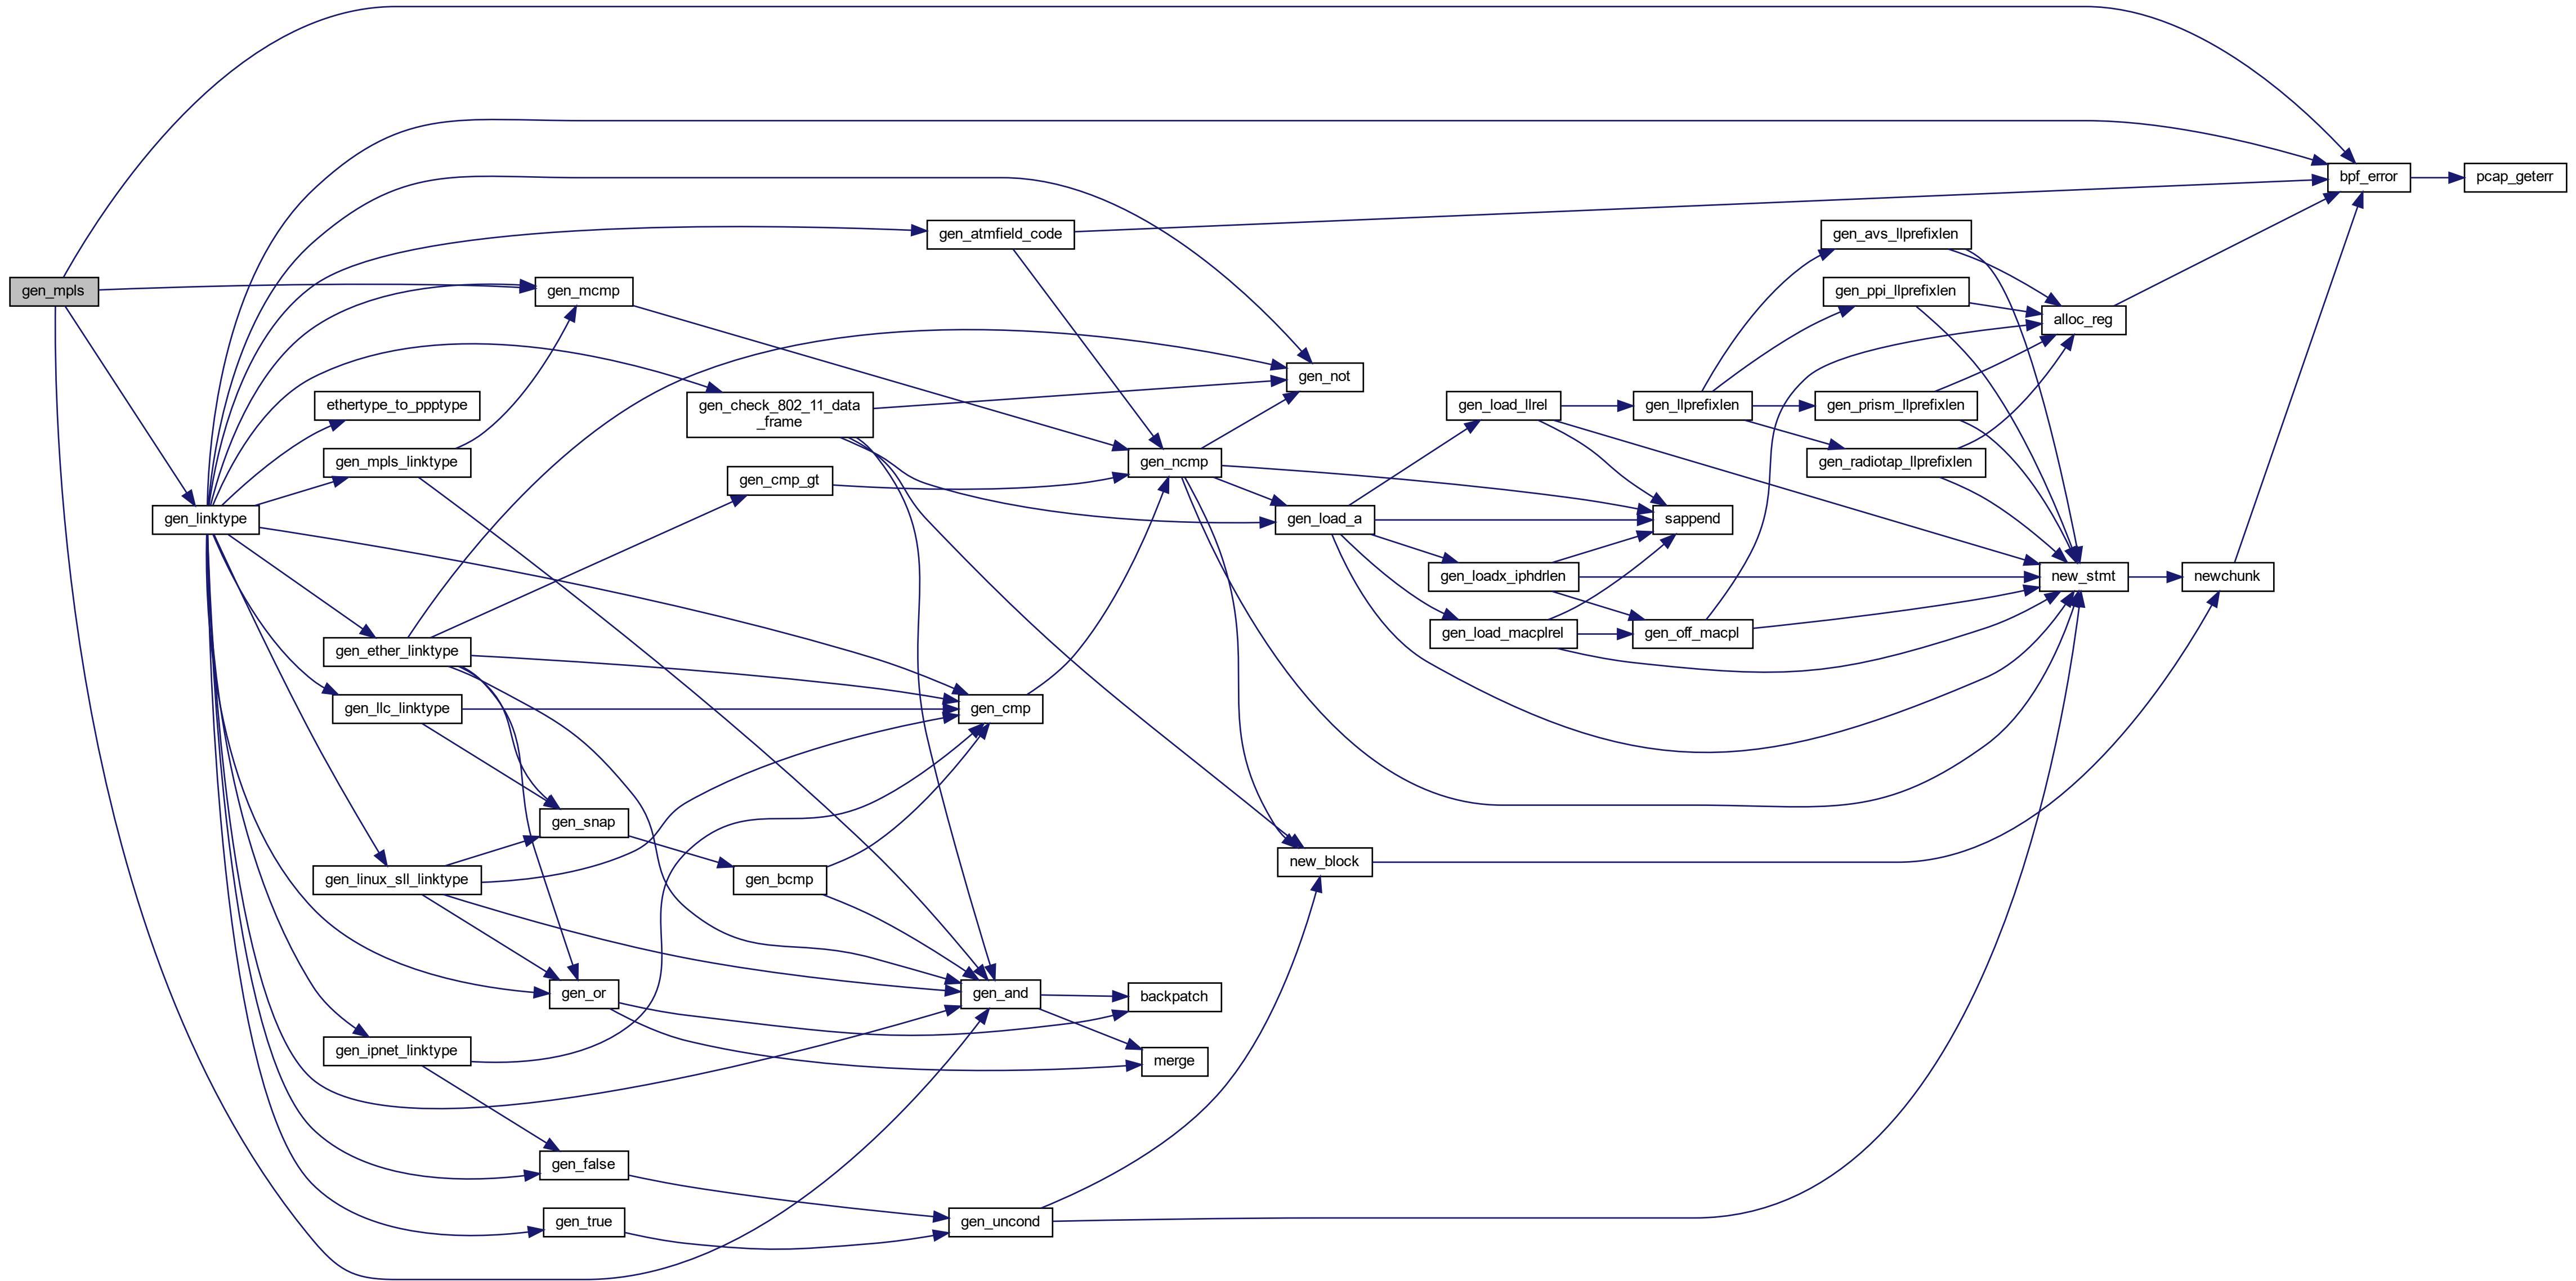 gen_mpls
gen_linktype
ethertype_to_ppptype
gen_mpls_linktype
gen_ether_linktype
gen_llc_linktype
gen_linux_sll_linktype
gen_ipnet_linktype
gen_mcmp
gen_snap
gen_or
gen_false
gen_true
gen_check_802_11_data
_frame
gen_cmp_gt
gen_bcmp
gen_atmfield_code
gen_cmp
gen_and
gen_uncond
gen_ncmp
backpatch
merge
gen_not
gen_load_a
new_block
gen_load_llrel
gen_loadx_iphdrlen
gen_load_macplrel
gen_llprefixlen
sappend
gen_off_macpl
gen_avs_llprefixlen
gen_ppi_llprefixlen
gen_prism_llprefixlen
gen_radiotap_llprefixlen
alloc_reg
new_stmt
newchunk
bpf_error
pcap_geterr